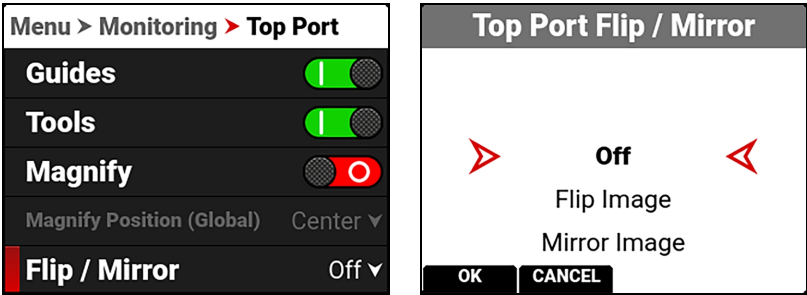 Menu > Monitoring > Top Port
Guides
Tools
Magnify
Magnify Position (Global) Center
Flip / Mirror Off
Top Port Flip / Mirror
Off
Flip Image
Mirror Image
OK CANCEL